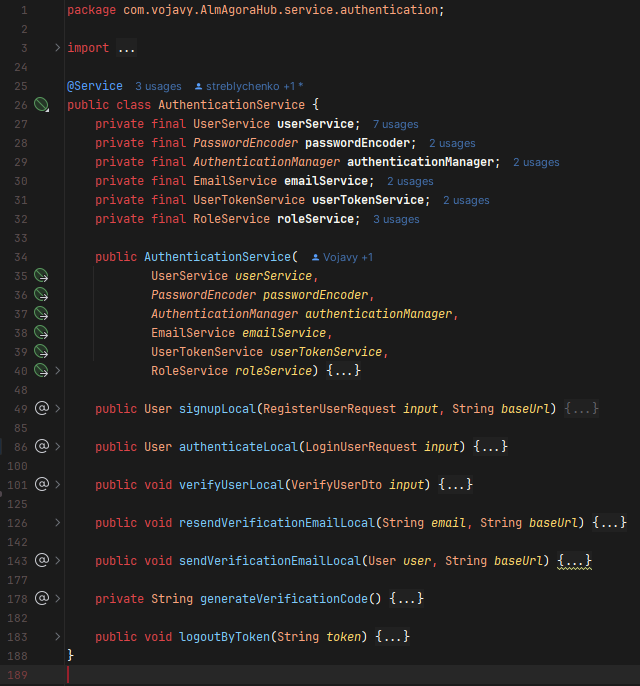 1 package com.vojavy.AlmAgoraHub.service.authentication;
2
3 import ...
24
25 @Service 3 usages streblychenko +1 *
26 public class AuthenticationService {
27 private final UserService userService; 7 usages
28 private final PasswordEncoder passwordEncoder; 2 usages
29 private final AuthenticationManager authenticationManager; 2 usages
30 private final EmailService emailService; 2 usages
31 private final UserTokenService userTokenService; 2 usages
32 private final RoleService roleService; 3 usages
33
34 public AuthenticationService( Vojavy +1
35 UserService userService,
36 PasswordEncoder passwordEncoder,
37 AuthenticationManager authenticationManager,
38 EmailService emailService,
39 UserTokenService userTokenService,
40 RoleService roleService) {...}
48
49 public User signupLocal(RegisterUserRequest input, String baseUrl) {...}
85
86 public User authenticateLocal(LoginUserRequest input) {...}
100
101 public void verifyUserLocal(VerifyUserDto input) {...}
125
126 public void resendVerificationEmailLocal(String email, String baseUrl) {...}
142
143 public void sendVerificationEmailLocal(User user, String baseUrl) {...}
177
178 private String generateVerificationCode() {...}
182
183 public void logoutByToken(String token) {...}
188 }
189